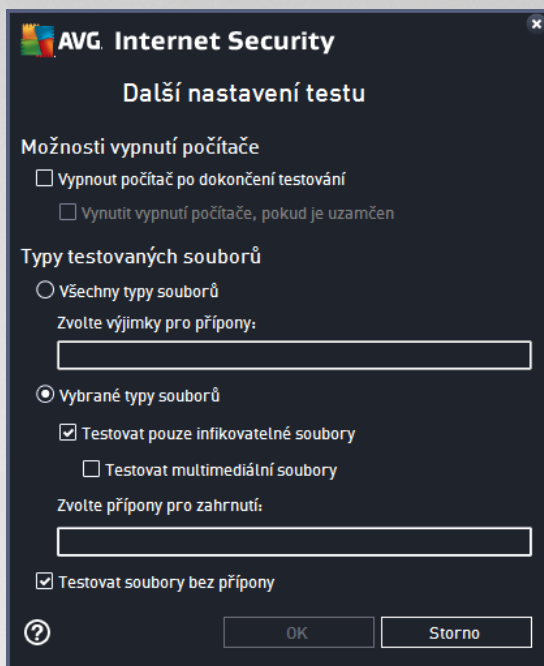 AVG. Internet Security
Další nastavení testu
Možnosti vypnutí počítače
Vypnout počítač po dokončení testování
Vynutit vypnutí počítače, pokud je uzamčen
Typy testovaných souborů
Všechny typy souborů
Zvolte výjimky pro přípony:
Vybrané typy souborů
Testovat pouze infikovatelné soubory
Testovat multimediální soubory
Zvolte přípony pro zahrnutí:
Testovat soubory bez přípony
OK
Storno